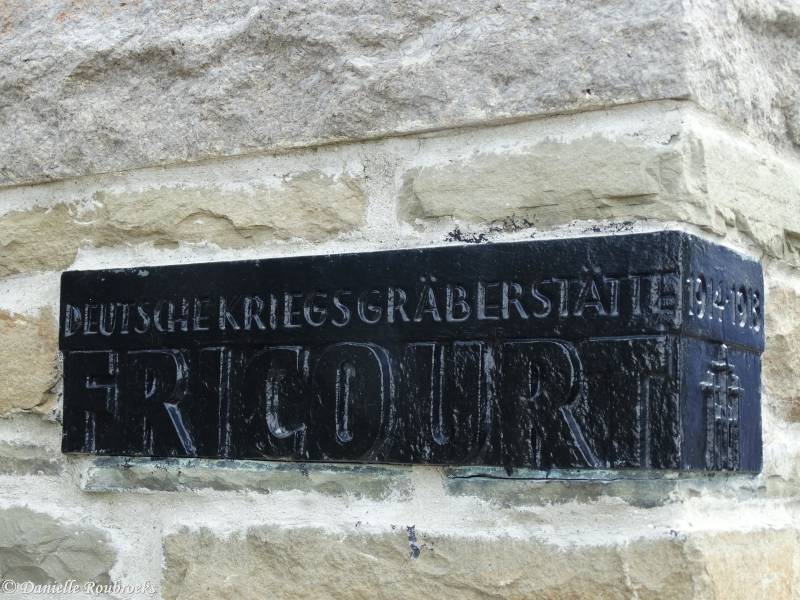 DEUTSCHE KRIEGSGRÄBERSTÄTTE
FRICOURT
1914-1918
© Danielle Roubroeks